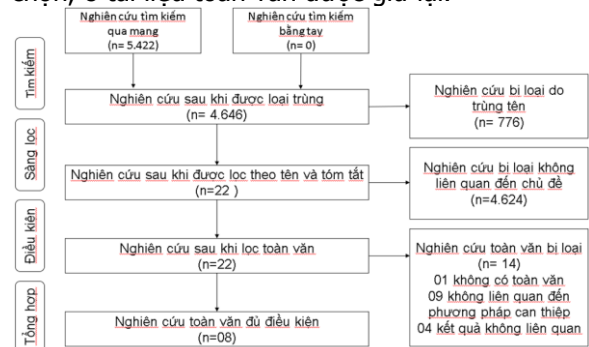 Nghiên cứu tìm kiếm
qua mạng
(n= 5.422)
Nghiên cứu tìm kiếm
bằng tay
(n= 0)
Tìm kiếm
Nghiên cứu sau khi được loại trùng
(n= 4.646)
Nghiên cứu bị loại do
trùng tên
(n= 776)
Sàng lọc
Nghiên cứu sau khi được lọc theo tên và tóm tắt
(n=22 )
Nghiên cứu bị loại không
liên quan đến chủ đề
(n=4.624)
Điều kiện
Nghiên cứu sau khi lọc toàn văn
(n=22)
Nghiên cứu toàn văn bị loại
(n= 14)
01 không có toàn văn
09 không liên quan đến
phương pháp can thiệp
04 kết quả không liên quan
Tổng hợp
Nghiên cứu toàn văn đủ điều kiện
(n=08)